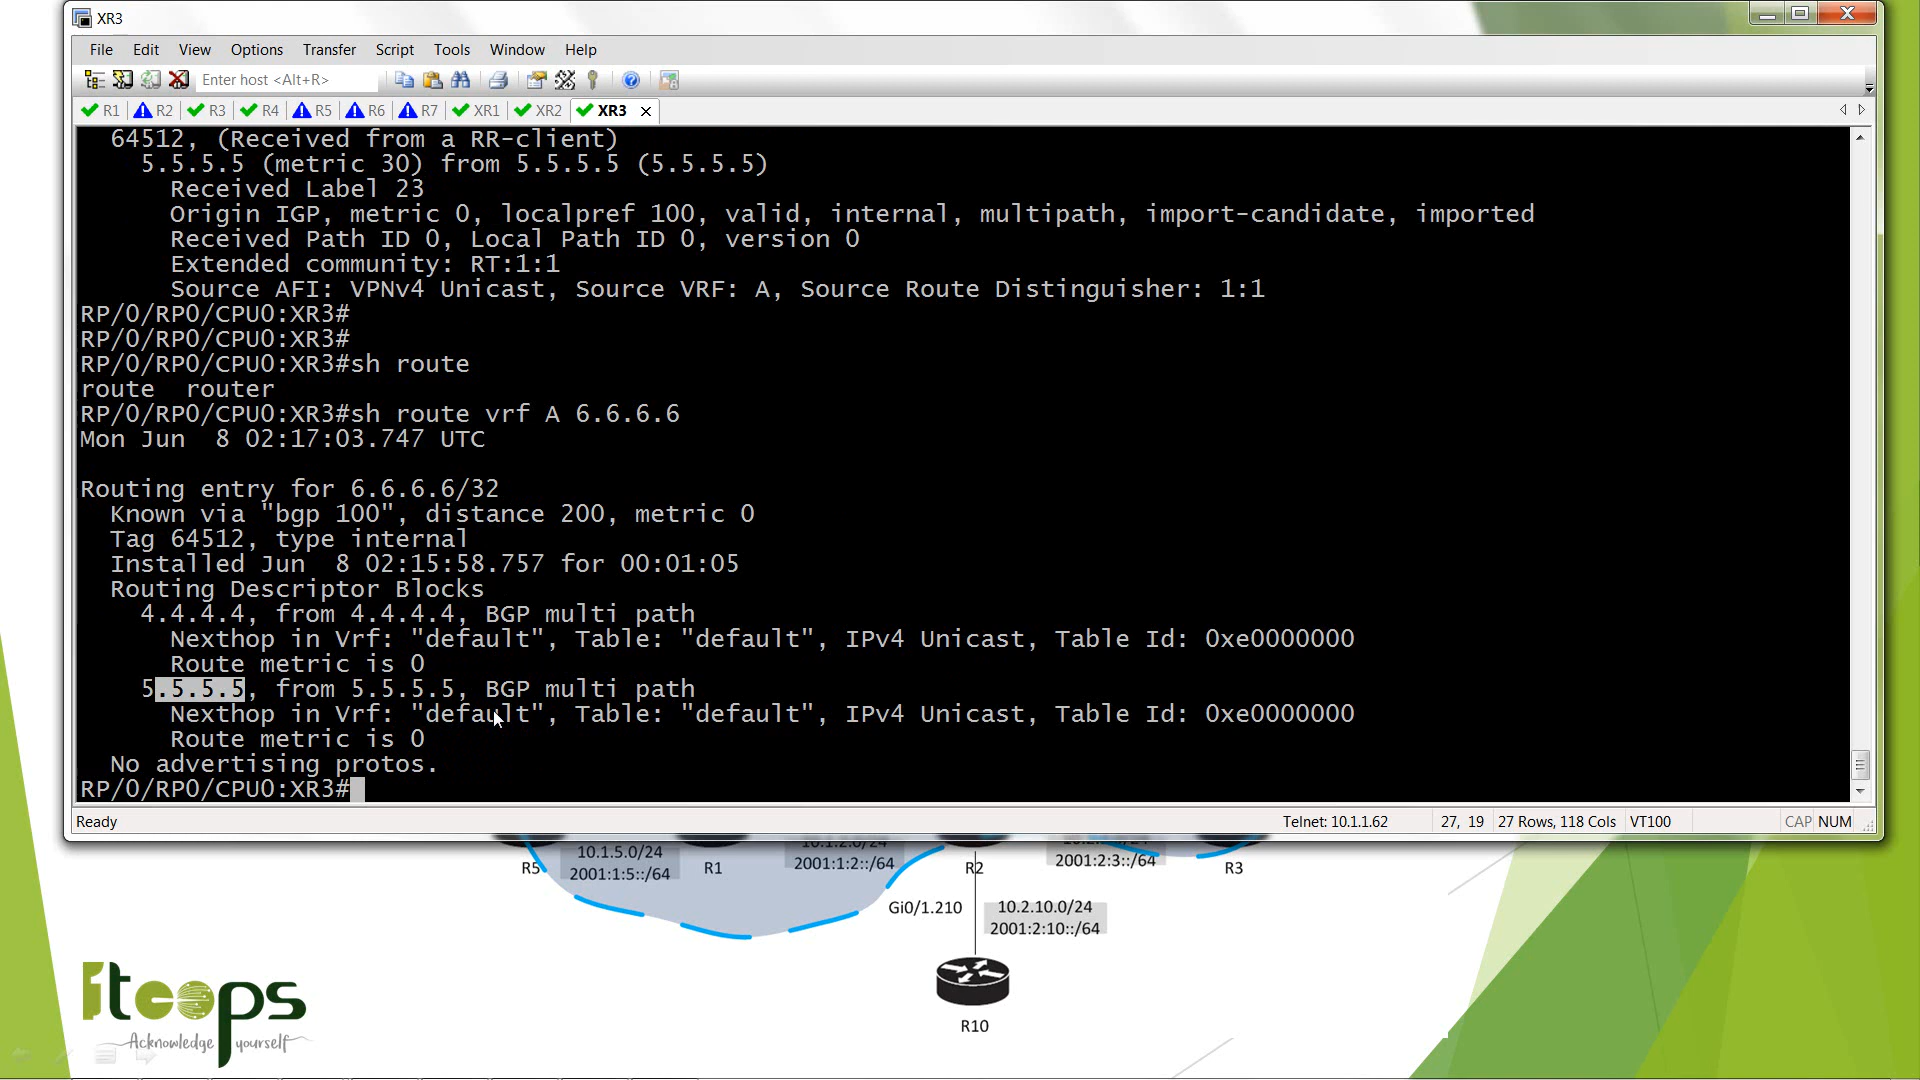 XR3
File Edit View Options Transfer Script Tools Window Help
Enter host <Alt+R>
R1 R2 R3 R4 R5 R6 R7 XR1 XR2 XR3
64512, (Received from a RR-client)
5.5.5.5 (metric 30) from 5.5.5.5 (5.5.5.5)
Received Label 23
Origin IGP, metric 0, localpref 100, valid, internal, multipath, import-candidate, imported
Received Path ID 0, Local Path ID 0, version 0
Extended community: RT:1:1
Source AFI: VPNv4 Unicast, Source VRF: A, Source Route Distinguisher: 1:1
RP/0/RP0/CPU0:XR3#
RP/0/RP0/CPU0:XR3#
RP/0/RP0/CPU0:XR3#sh route
route router
RP/0/RP0/CPU0:XR3#sh route vrf A 6.6.6.6
Mon Jun 8 02:17:03.747 UTC
Routing entry for 6.6.6.6/32
Known via "bgp 100", distance 200, metric 0
Tag 64512, type internal
Installed Jun 8 02:15:58.757 for 00:01:05
Routing Descriptor Blocks
4.4.4.4, from 4.4.4.4, BGP multi path
Nexthop in Vrf: "default", Table: "default", IPv4 Unicast, Table Id: 0xe0000000
Route metric is 0
5.5.5.5, from 5.5.5.5, BGP multi path
Nexthop in Vrf: "default", Table: "default", IPv4 Unicast, Table Id: 0xe0000000
Route metric is 0
No advertising protos.
RP/0/RP0/CPU0:XR3#
Ready Telnet: 10.1.1.62 27, 19 27 Rows, 118 Cols VT100 CAP NUM
10.1.5.0/24 10.1.2.0/24
2001:1:5::/64 2001:1:2::/64 2001:2:3::/64
R5 R1 R2 R3
Gi0/1.210 10.2.10.0/24
2001:2:10::/64
R10
itcops
Acknowledge yourself